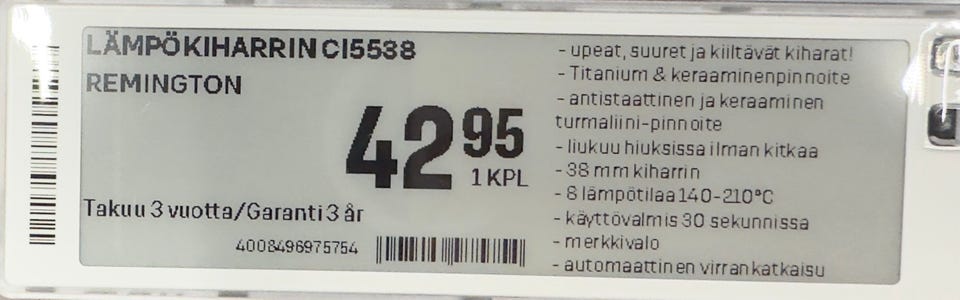 LÄMPÖKIHARRIN CI5538
REMINGTON
42 95
1 KPL
Takuu 3 vuotta/Garanti 3 år
4008496975754
- upeat, suuret ja kiiltävät kiharat!
- Titanium & keraaminenpinnoite
- antistaattinen ja keraaminen
turmaliini-pinnoite
- liukuu hiuksissa ilman kitkaa
- 38 mm kiharrin
- 8 lämpötilaa 140-210°C
- käyttövalmis 30 sekunnissa
- merkkivalo
- automaattinen virrankatkaisu